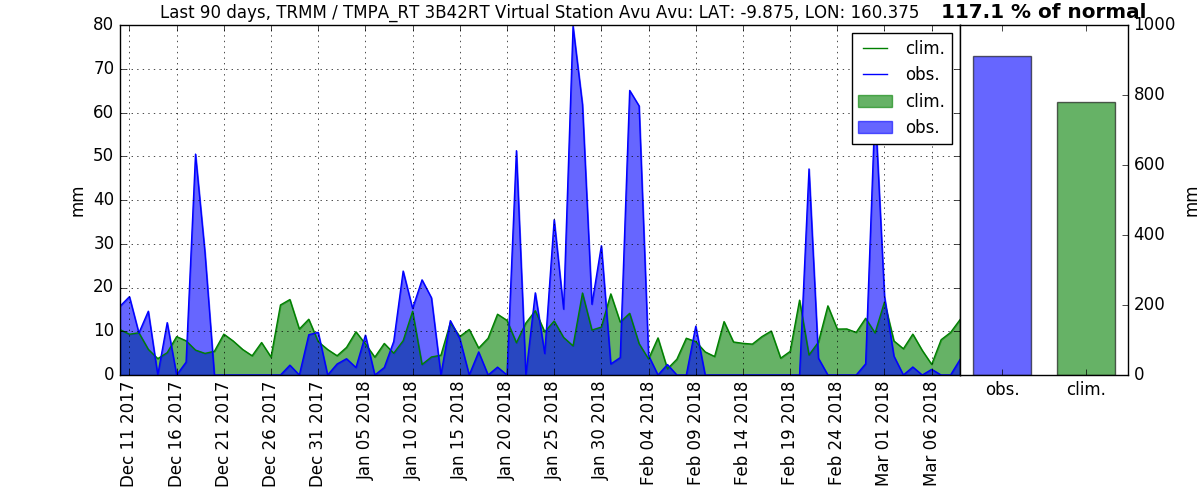 Last 90 days, TRMM / TMPA_RT 3B42RT Virtual Station Avu Avu: LAT: -9.875, LON: 160.375
117.1 % of normal
mm
80
70
60
50
40
30
20
10
0
clim.
obs.
clim.
obs.
Dec 11 2017
Dec 16 2017
Dec 21 2017
Dec 26 2017
Dec 31 2017
Jan 05 2018
Jan 10 2018
Jan 15 2018
Jan 20 2018
Jan 25 2018
Jan 30 2018
Feb 04 2018
Feb 09 2018
Feb 14 2018
Feb 19 2018
Feb 24 2018
Mar 01 2018
Mar 06 2018
1000
800
600
400
200
0
mm
obs.
clim.